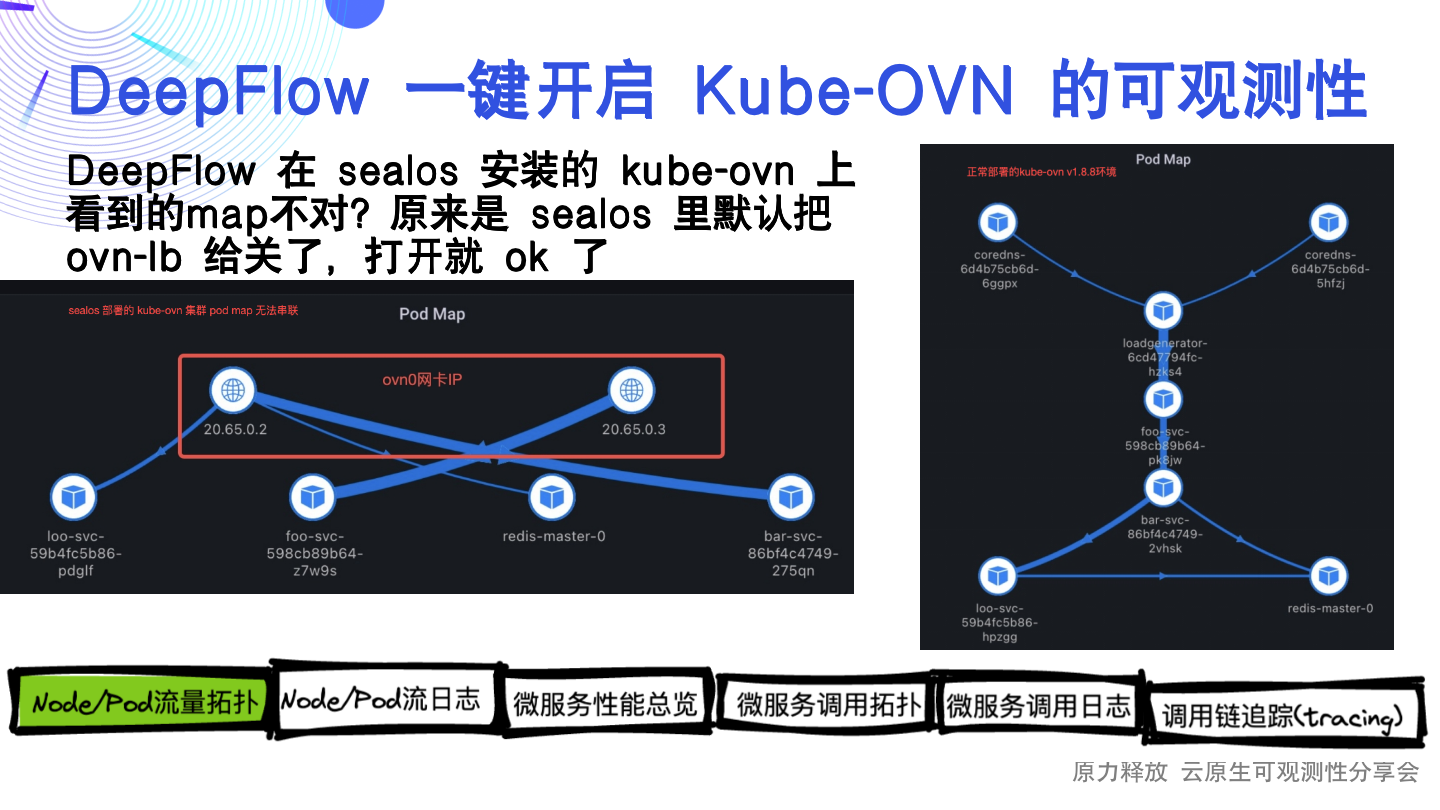 DeepFlow 一键开启 Kube-OVN 的可观测性
DeepFlow 在 sealos 安装的 kube-ovn 上
看到的map不对？原来是 sealos 里默认把
ovn-lb 给关了，打开就 ok 了
sealos 部署的 kube-ovn 集群 pod map 无法串联
Pod Map
ovn0网卡IP
20.65.0.2
20.65.0.3
loo-svc-
59b4fc5b86-
pdglf
foo-svc-
598cb89b64-
z7w9s
redis-master-0
bar-svc-
86bf4c4749-
275qn
Pod Map
正常部署的kube-ovn v1.8.8环境
coredns-
6d4b75cb6d-
6ggpx
coredns-
6d4b75cb6d-
5hfzj
loadgenerator-
6cd47794fc-
hzks4
foo-svc-
598cb89b64-
pk8jw
bar-svc-
86bf4c4749-
2vhsk
loo-svc-
59b4fc5b86-
hpzgg
redis-master-0
Node/Pod流量拓扑
Node/Pod流日志
微服务性能总览
微服务调用拓扑
微服务调用日志
调用链追踪(tracing)
原力释放 云原生可观测性分享会